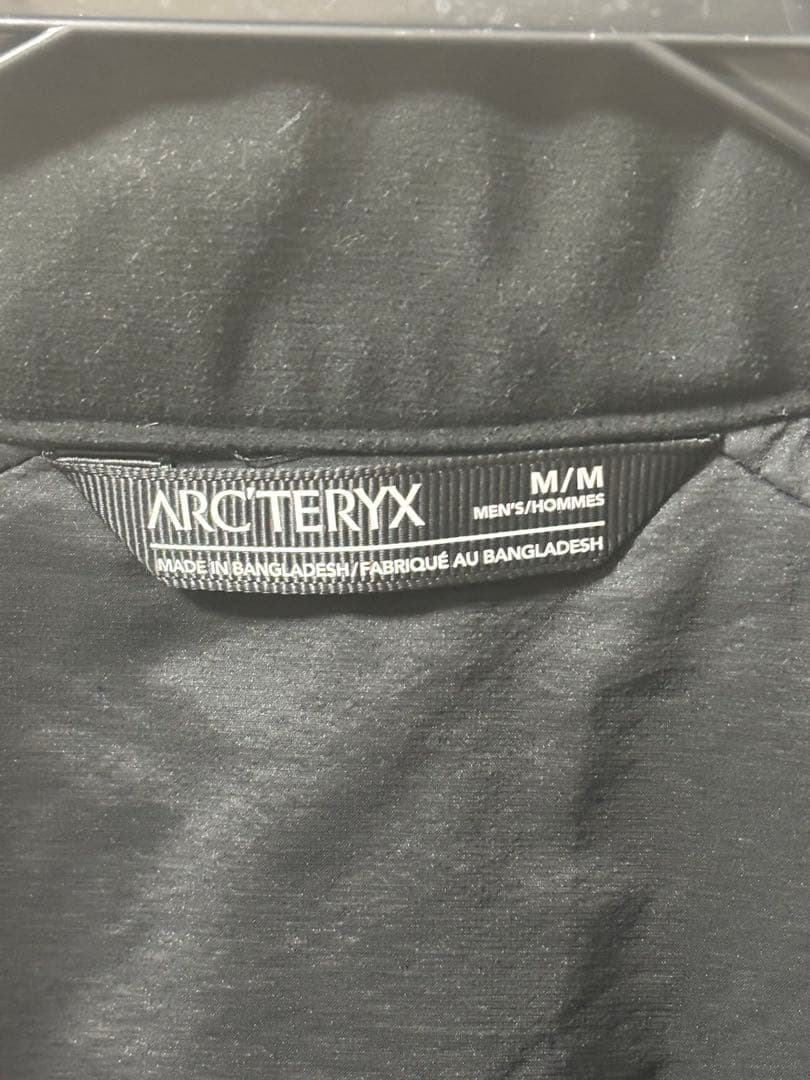 ARC'TERYX
M/M
MEN'S/HOMMES
MADE IN BANGLADESH/FABRIQUÉ AU BANGLADESH